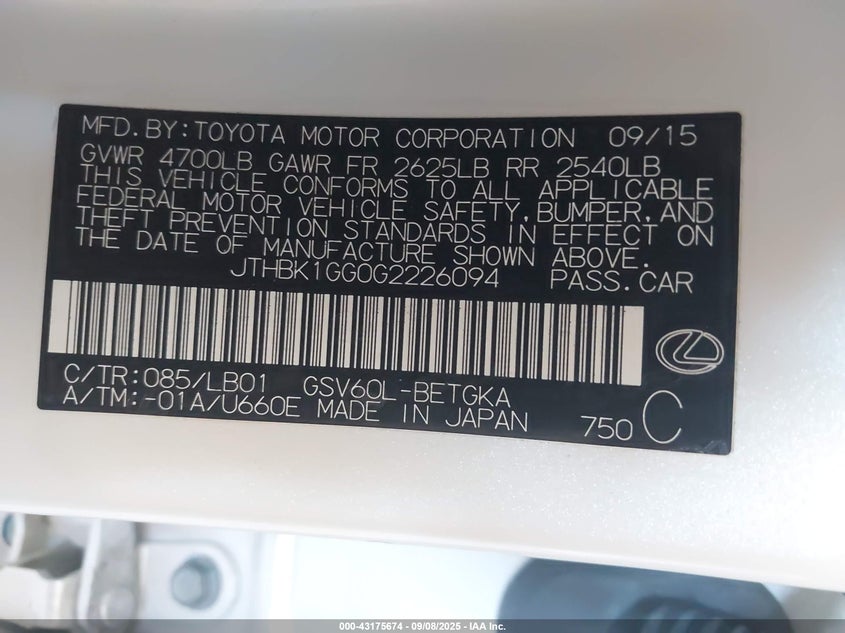 MFD.BY:TOYOTA MOTOR CORPORATION 09/15
GVWR 4700LB GAWR FR 2625LB RR 2540LB
THIS VEHICLE CONFORMS TO ALL APPLICABLE
FEDERAL MOTOR VEHICLE SAFETY,BUMPER,AND
THEFT PREVENTION STANDARDS IN EFFECT ON
THE DATE OF MANUFACTURE SHOWN ABOVE.
JTHBK1GG0G2226094 PASS.CAR
C/TR:085/LB01 GSV60L-BETGKA
A/TM:-01A/U660E MADE IN JAPAN 750 C
000-43175674 - 09/08/2025 - IAA Inc.